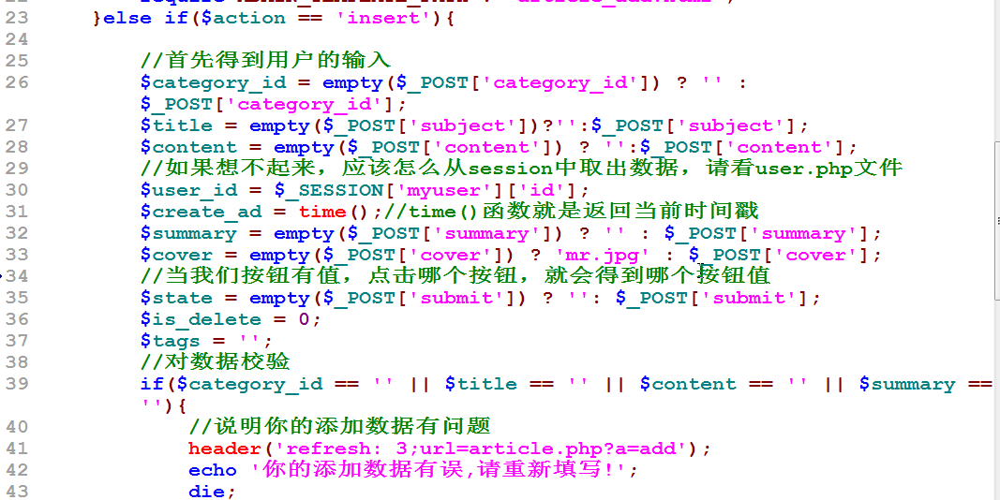 23 }else if($action == 'insert'){
24
25 //首先得到用户的输入
26 $category_id = empty($_POST['category_id']) ? '' :
$_POST['category_id'];
27 $title = empty($_POST['subject'])?'':$_POST['subject'];
28 $content = empty($_POST['content']) ? '':$_POST['content'];
29 //如果想不起来，应该怎么从session中取出数据，请看user.php文件
30 $user_id = $_SESSION['myuser']['id'];
31 $create_ad = time();//time()函数就是返回当前时间戳
32 $summary = empty($_POST['summary']) ? '' : $_POST['summary'];
33 $cover = empty($_POST['cover']) ? 'mr.jpg' : $_POST['cover'];
34 //当我们按钮有值，点击哪个按钮，就会得到哪个按钮值
35 $state = empty($_POST['submit']) ? '': $_POST['submit'];
36 $is_delete = 0;
37 $tags = '';
38 //对数据校验
39 if($category_id == '' || $title == '' || $content == '' || $summary ==
''){
40 //说明你的添加数据有问题
41 header('refresh: 3;url=article.php?a=add');
42 echo '你的添加数据有误,请重新填写!';
43 die;